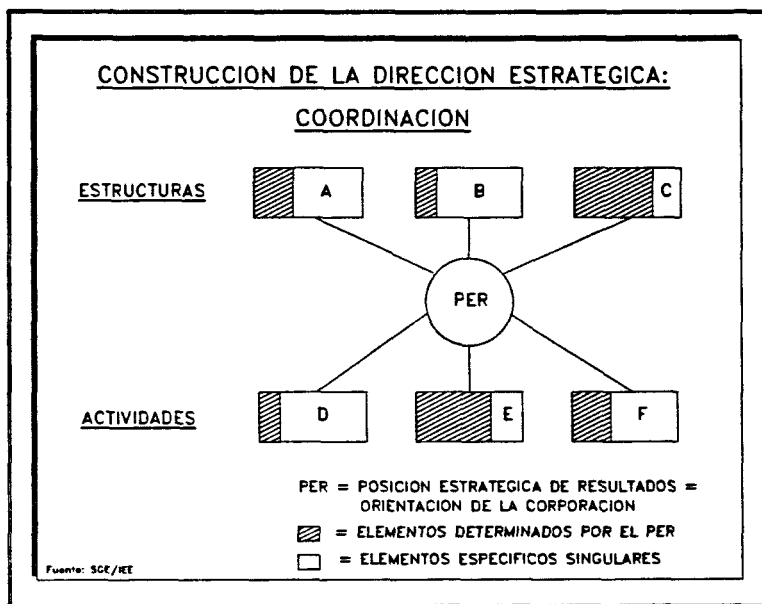 CONSTRUCCION DE LA DIRECCION ESTRATEGICA:
COORDINACION
ESTRUCTURAS
A
B
C
PER
ACTIVIDADES
D
E
F
PER = POSICION ESTRATEGICA DE RESULTADOS =
ORIENTACION DE LA CORPORACION
= ELEMENTOS DETERMINADOS POR EL PER
= ELEMENTOS ESPECIFICOS SINGULARES
Fuente: SGE/IEE